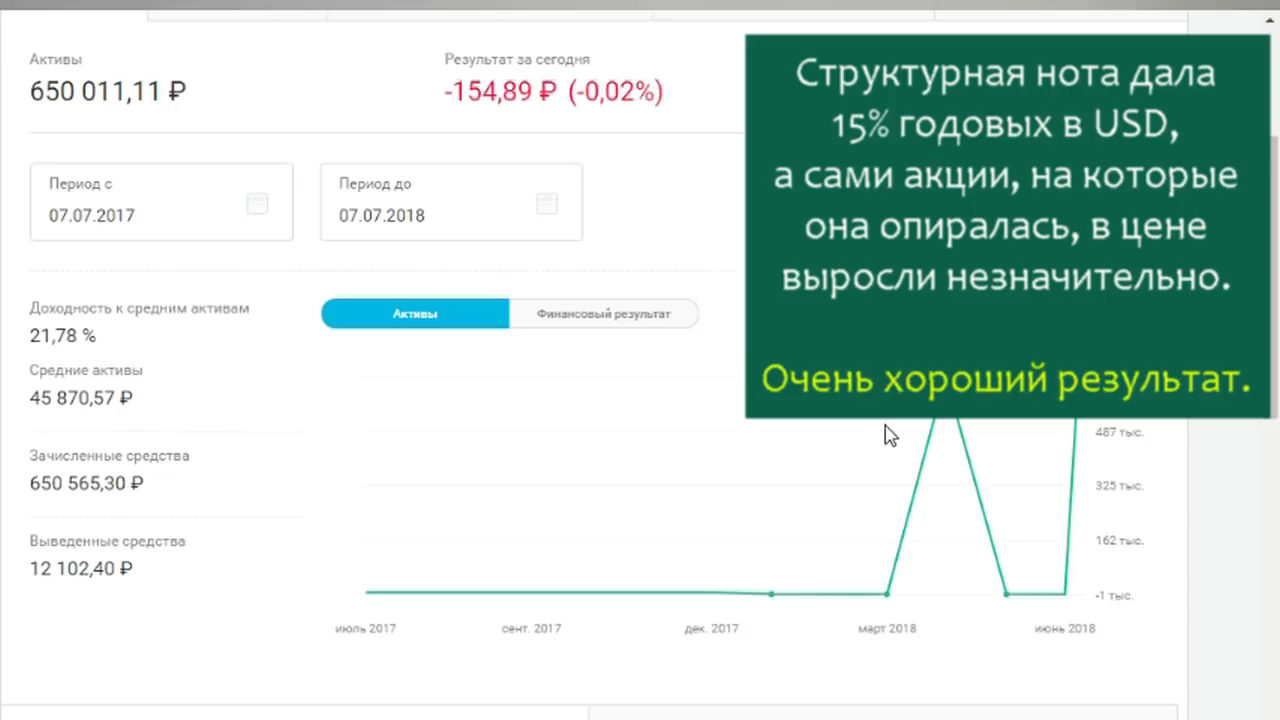 Активы
650 011,11 ₽
Результат за сегодня
-154,89 ₽ (-0,02%)
Структурная нота дала
15% годовых в USD,
а сами акции, на которые
она опиралась, в цене
выросли незначительно.
Очень хороший результат.
Период с
07.07.2017
Период до
07.07.2018
Доходность к средним активам
21,78 %
Средние активы
45 870,57 ₽
Зачисленные средства
650 565,30 ₽
Выведенные средства
12 102,40 ₽
Активы
Финансовый результат
487 тыс.
325 тыс.
162 тыс.
-1 тыс.
июль 2017
сент. 2017
дек. 2017
март 2018
июнь 2018